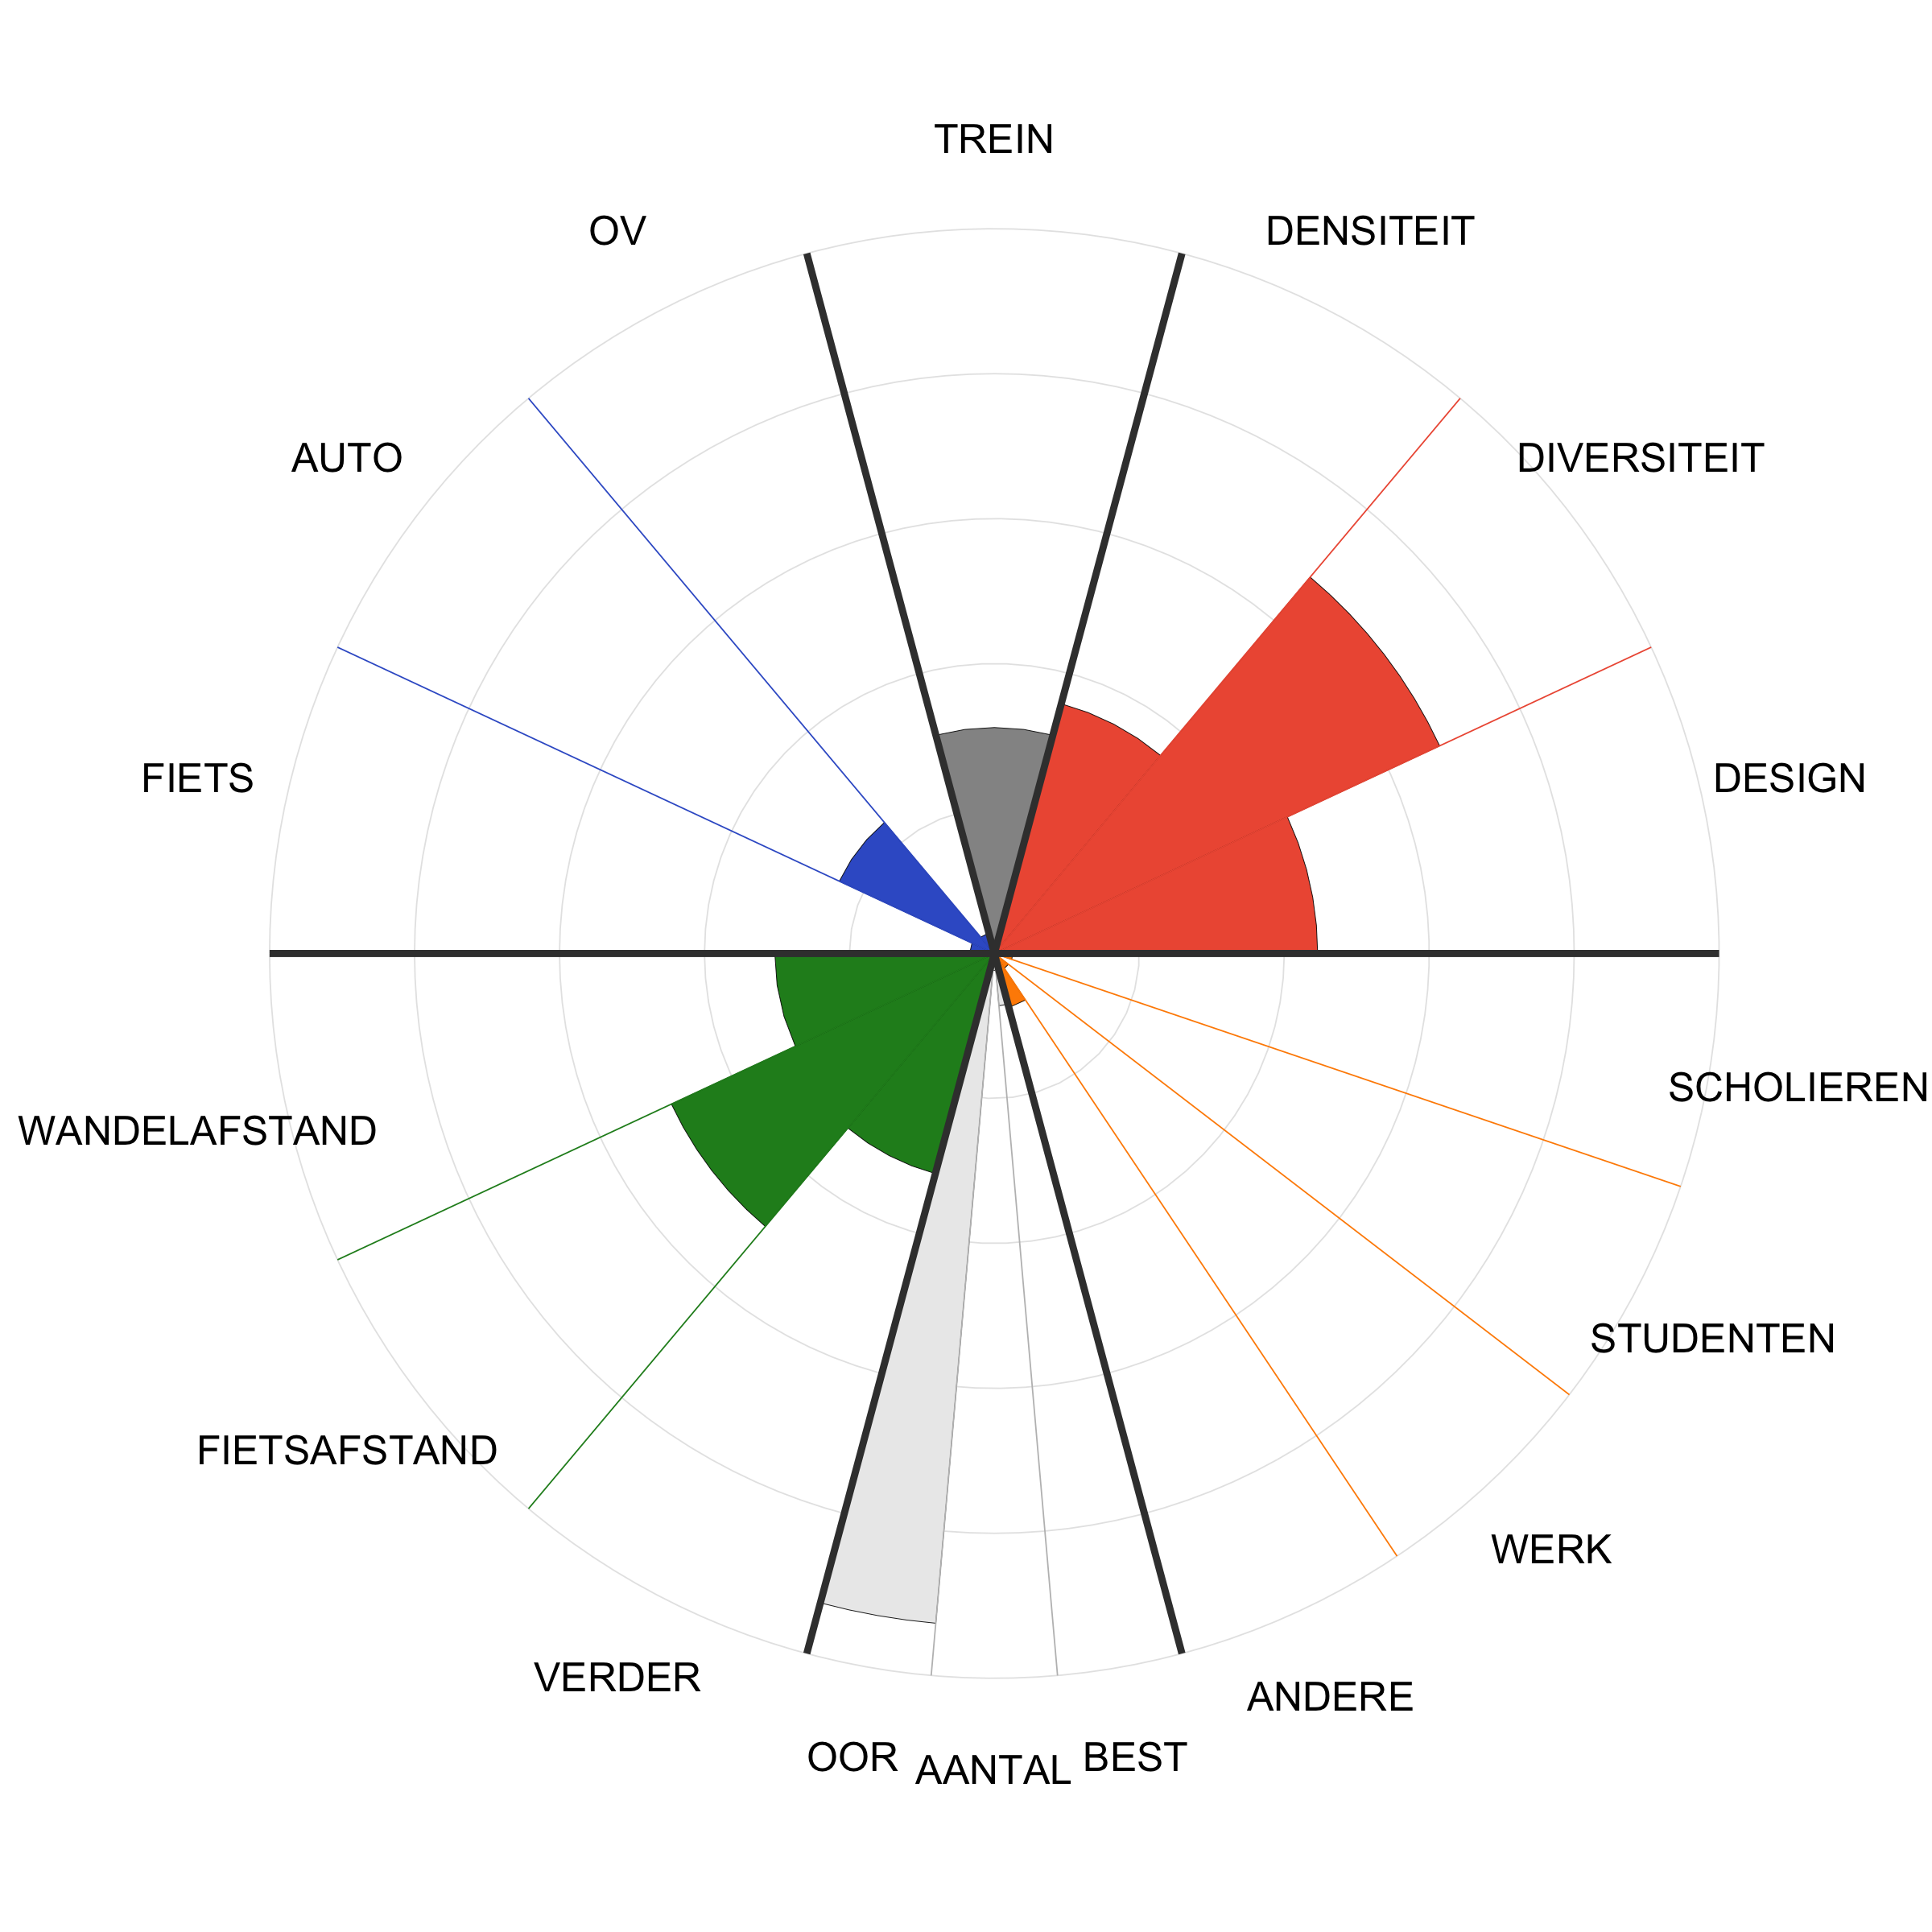 TREIN
OV
DENSITEIT
AUTO
DIVERSITEIT
FIETS
DESIGN
SCHOLIEREN
WANDELAFSTAND
STUDENTEN
FIETSAFSTAND
WERK
VERDER
ANDERE
OOR
AANTAL
BEST